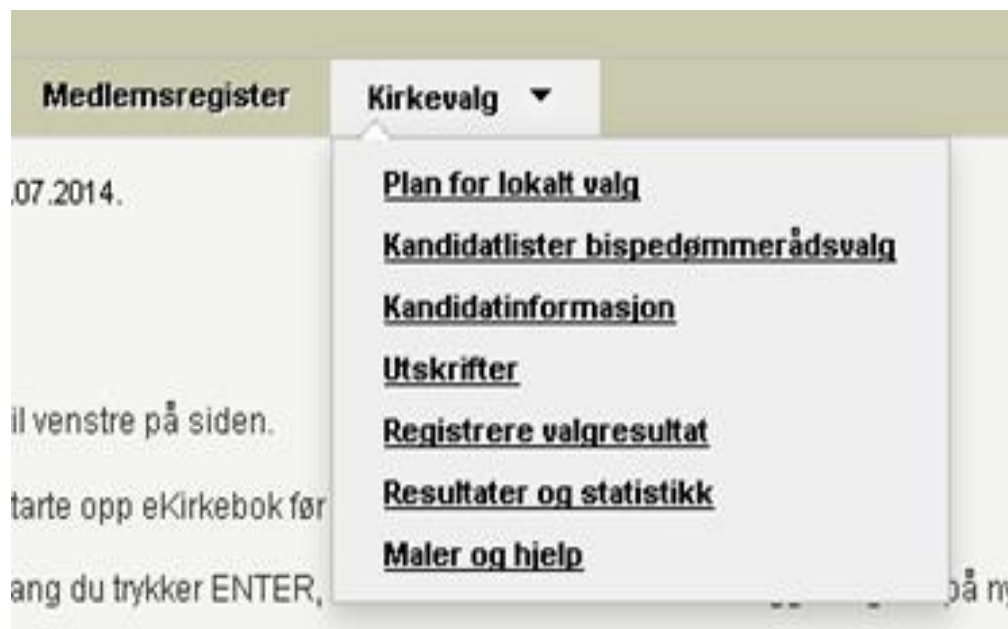 Medlemsregister Kirkevalg
.07.2014.
Plan for lokalt valg
Kandidatlister bispedømmerådsvalg
Kandidatinformasjon
Utskrifter
il venstre på siden.
Registrere valgresultat
tarte opp eKirkebok før
Resultater og statistikk
Maler og hjelp
ang du trykker ENTER,
på ny